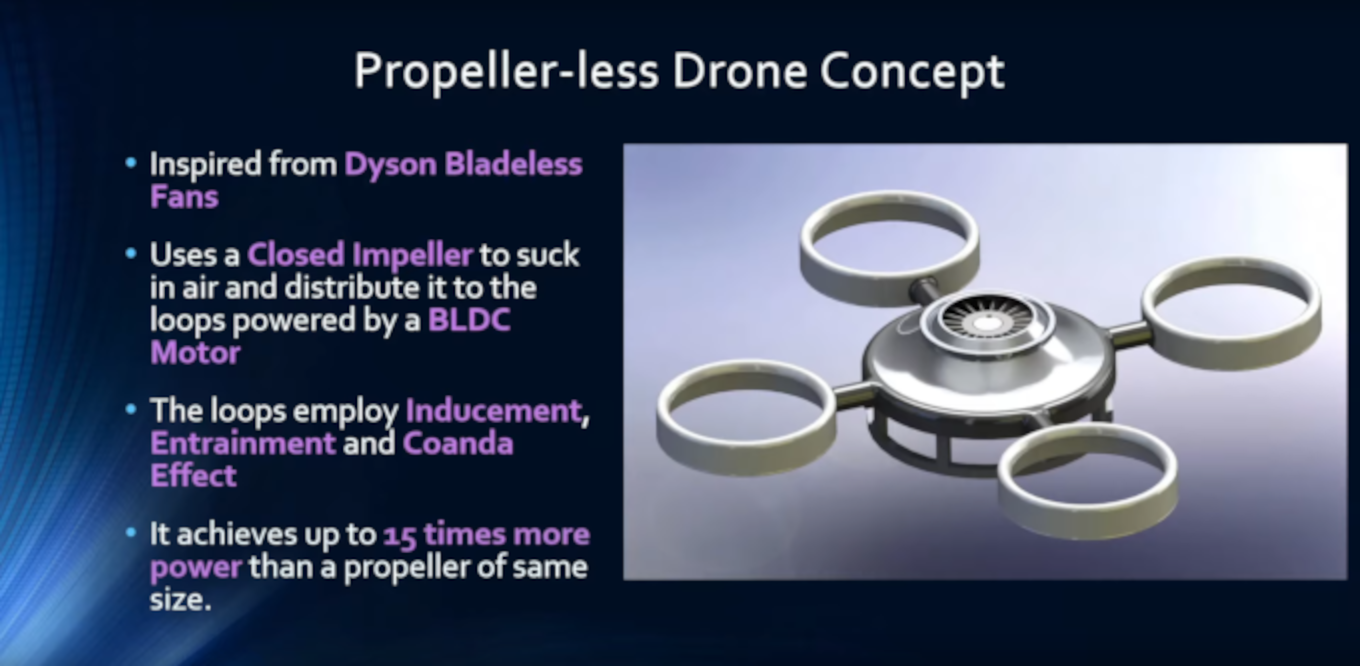 Propeller-less Drone Concept
• Inspired from Dyson Bladeless
Fans
• Uses a Closed Impeller to suck
in air and distribute it to the
loops powered by a BLDC
Motor
• The loops employ Inducement,
Entrainment and Coanda
Effect
• It achieves up to 15 times more
power than a propeller of same
size.